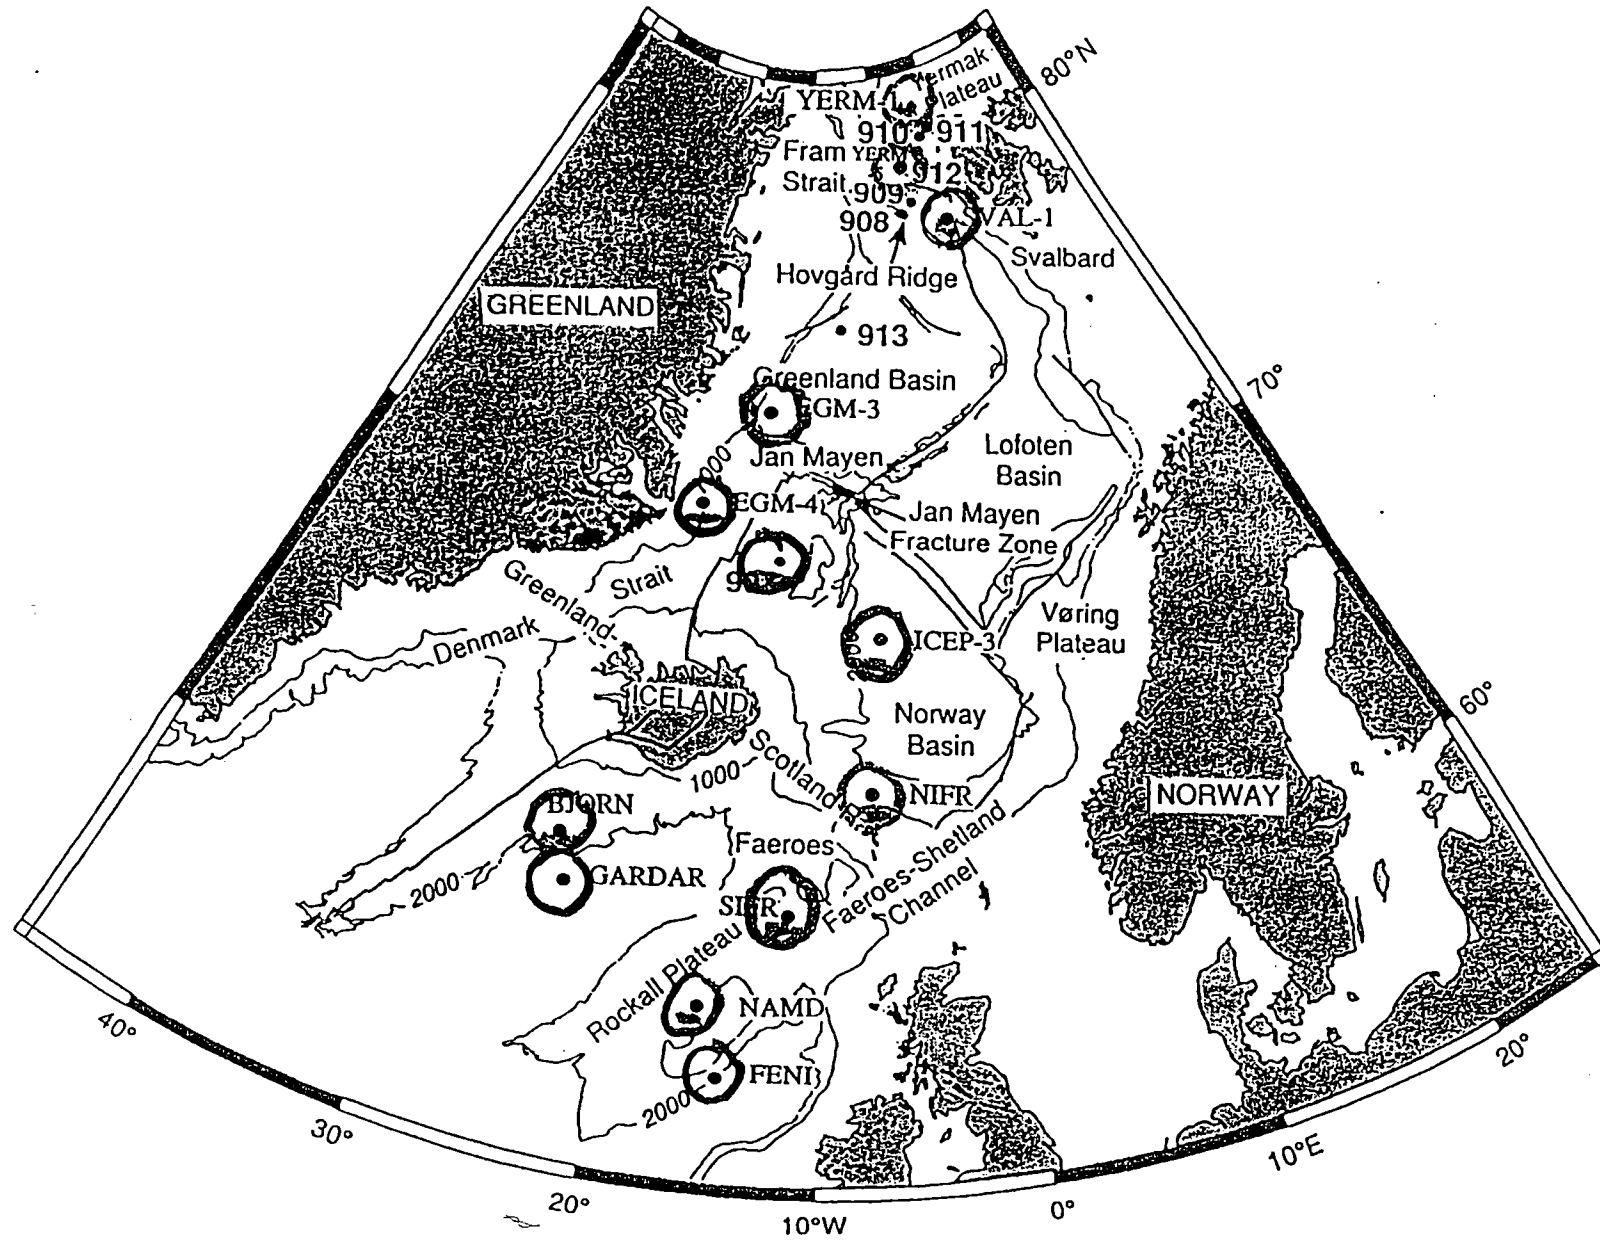 80°N
Yermak
Plateau
YERM-1
910
911
Fram
YERM
912
Strait
909
908
SVAL-1
Svalbard
Hovgård Ridge
GREENLAND
913
70°
Greenland Basin
EGM-3
Lofoten
Basin
Jan Mayen
EGM-4
Jan Mayen
Fracture Zone
Strait
Greenland-
Denmark
Vøring
Plateau
ICEP-3
60°
ICELAND
Norway
Basin
Scotland
1000
NIFR
NORWAY
BJORN
Faeroes
GARDAR
2000
SIFR
Faeroes-Shetland
Channel
Rockall Plateau
NAMD
FENI
2000
40°
30°
20°
10°W
0°
10°E
20°